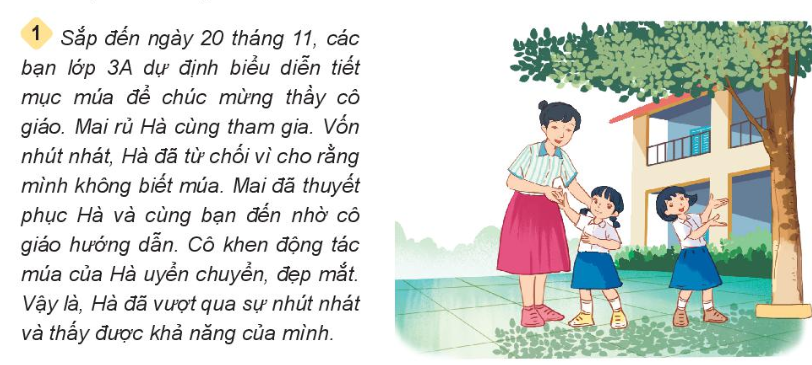 1 Sắp đến ngày 20 tháng 11, các
bạn lớp 3A dự định biểu diễn tiết
mục múa để chúc mừng thầy cô
giáo. Mai rủ Hà cùng tham gia. Vốn
nhút nhát, Hà đã từ chối vì cho rằng
mình không biết múa. Mai đã thuyết
phục Hà và cùng bạn đến nhờ cô
giáo hướng dẫn. Cô khen động tác
múa của Hà uyển chuyển, đẹp mắt.
Vậy là, Hà đã vượt qua sự nhút nhát
và thấy được khả năng của mình.